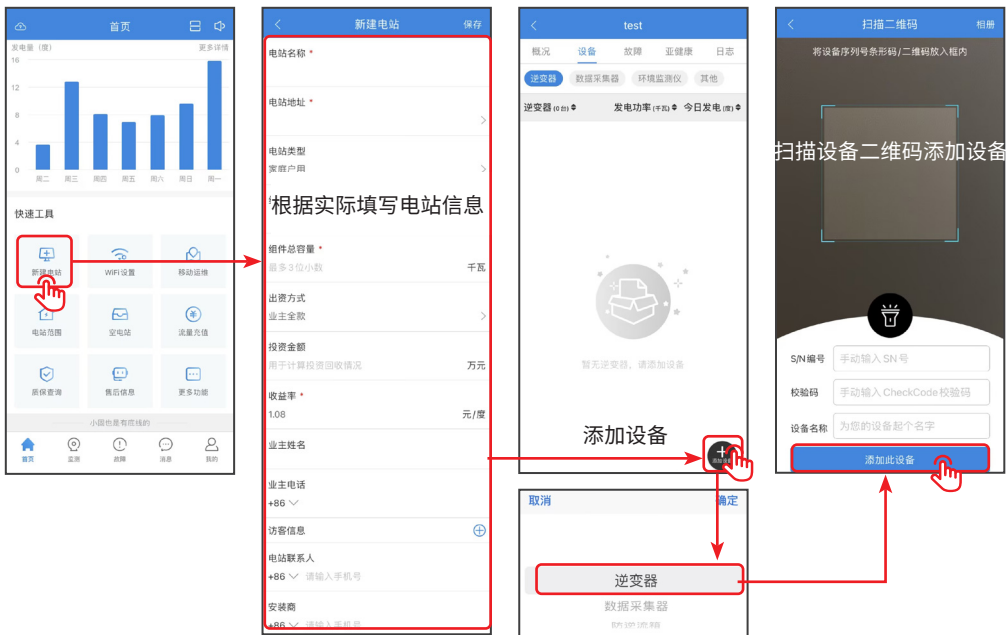 首页
发电量（度）
更多详情
16
12
8
4
0
周二 周三 周四 周五 周六 周日 周一
快速工具
新建电站
WIFI设置
移动运维
电站范围
空电站
流量充值
质保查询
售后信息
更多功能
小固也是有底线的
首页
监测
故障
消息
我的
新建电站
保存
电站名称 *
电站地址 *
电站类型
家庭户用
根据实际填写电站信息
组件总容量 *
最多3位小数
千瓦
出资方式
业主全款
投资金额
用于计算投资回收情况
万元
收益率 *
1.08
元/度
业主姓名
业主电话
+86
访客信息
电站联系人
+86 请输入手机号
安装商
+86 请输入手机号
test
概况 设备 故障 亚健康 日志
逆变器 数据采集器 环境监测仪 其他
逆变器(0台) 发电功率(千瓦) 今日发电(度)
暂无逆变器，请添加设备
添加设备
添加设备
取消
确定
逆变器
数据采集器
防逆流箱
扫描二维码
相册
将设备序列号条形码/二维码放入框内
扫描设备二维码添加设备
S/N编号 手动输入SN号
校验码 手动输入CheckCode校验码
设备名称 为您的设备起个名字
添加此设备